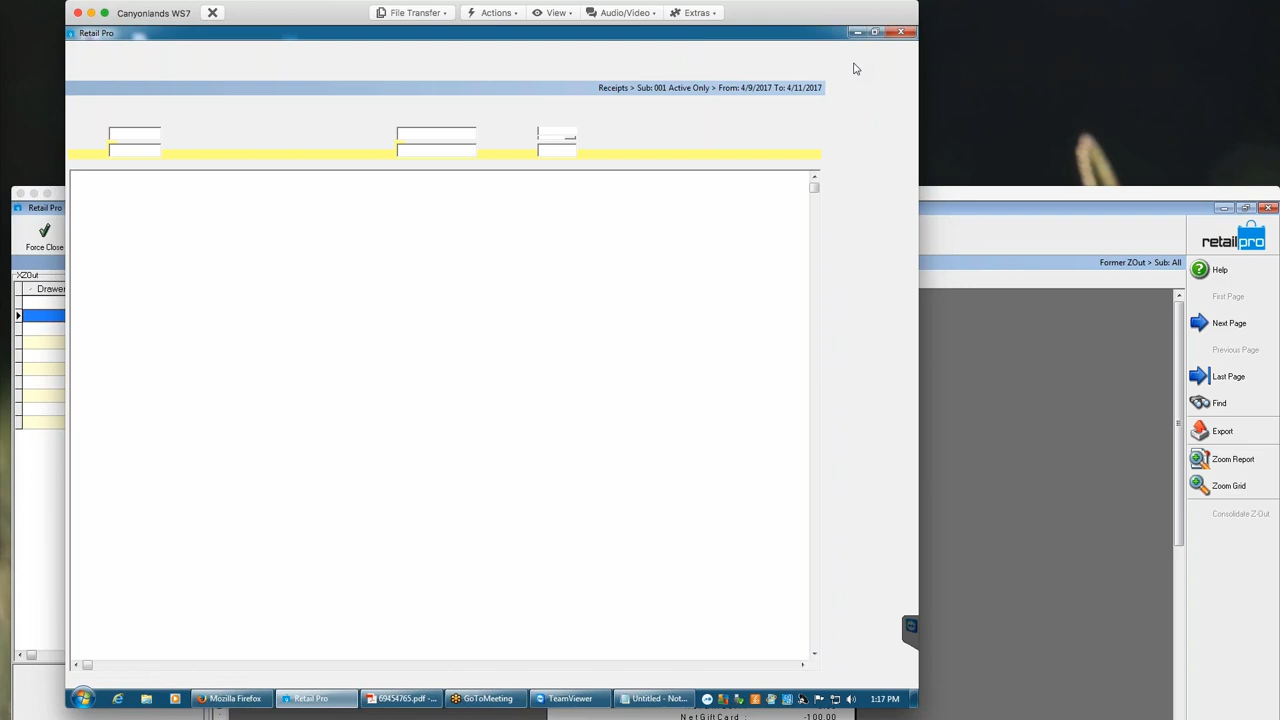 Canyonlands WS7
File Transfer
Actions
View
Audio/Video
Extras
Retail Pro
Receipts > Sub: 001 Active Only > From: 4/9/2017 To: 4/11/2017
Retail Pro
Force Close
retailpro
Former ZOut > Sub: All
XZOut
Drawer
Help
First Page
Next Page
Previous Page
Last Page
Find
Export
Zoom Report
Zoom Grid
Consolidate Z-Out
Mozilla Firefox
Retail Pro
69454765.pdf -...
GoToMeeting
TeamViewer
Untitled - Not...
1:17 PM
NetGiftCard : -100.00